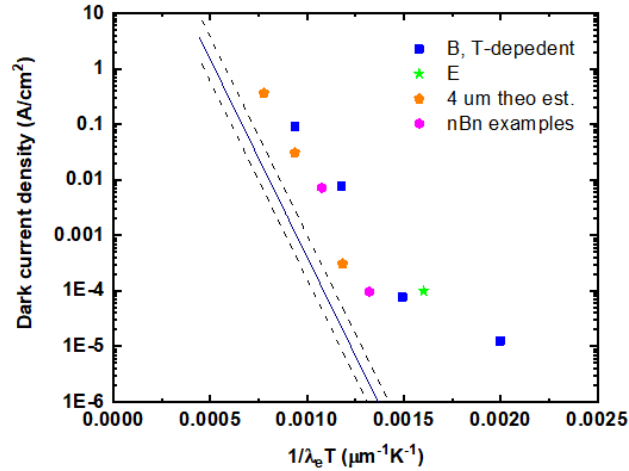 10
1
0.1
0.01
0.001
1E-4
1E-5
1E-6
Dark current density (A/cm²)
B, T-depedent
E
4 um theo est.
nBn examples
0.0000 0.0005 0.0010 0.0015 0.0020 0.0025
1/λₑT (μm⁻¹K⁻¹)